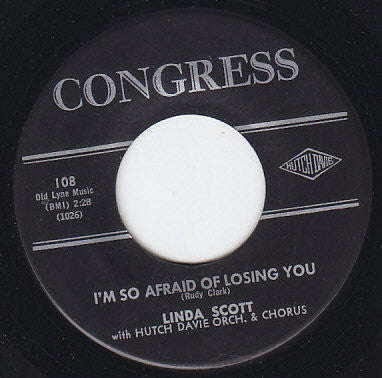 CONGRESS
108
Old Lyne Music
(BMI) 2:28
(1026)
HUTCH DAVIE
I'M SO AFRAID OF LOSING YOU
(Rudy Clark)
LINDA SCOTT
with HUTCH DAVIE ORCH. & CHORUS